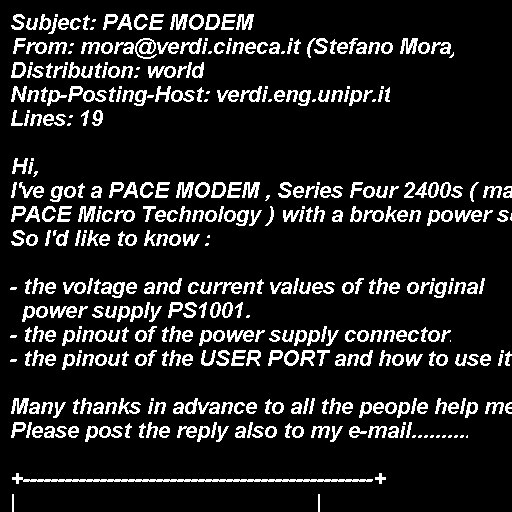 Subject: PACE MODEM
From: mora@verdi.cineca.it (Stefano Mora,
Distribution: world
Nntp-Posting-Host: verdi.eng.unipr.it
Lines: 19
Hi,
I've got a PACE MODEM , Series Four 2400s ( ma
PACE Micro Technology ) with a broken power s
So I'd like to know :
- the voltage and current values of the original
power supply PS1001.
- the pinout of the power supply connector.
- the pinout of the USER PORT and how to use it
Many thanks in advance to all the people help me
Please post the reply also to my e-mail..........
+--------------------------------------------------+
| |